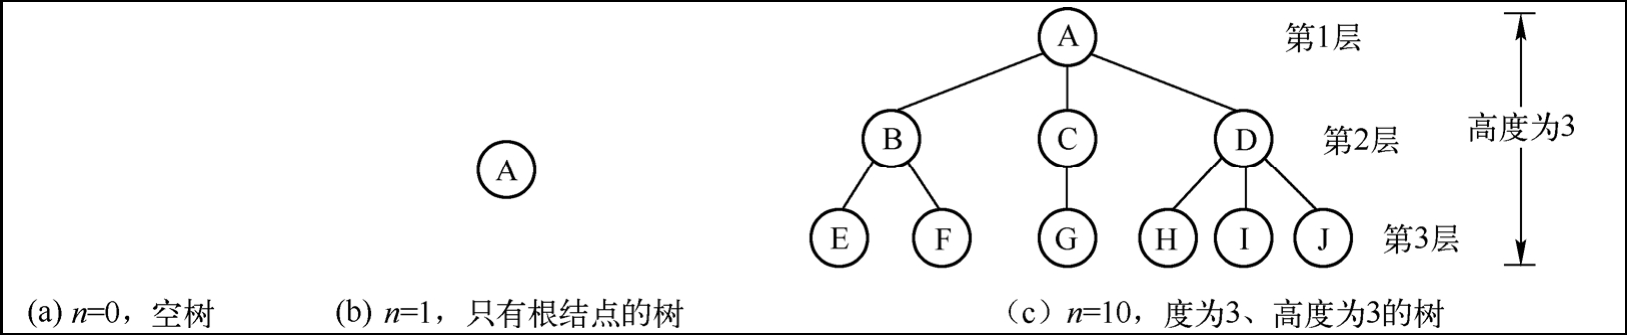 A
第1层
B
C
D
第2层
高度为3
A
E
F
G
H
I
J
第3层
(a) n=0，空树
(b) n=1，只有根结点的树
（c）n=10，度为3、高度为3的树